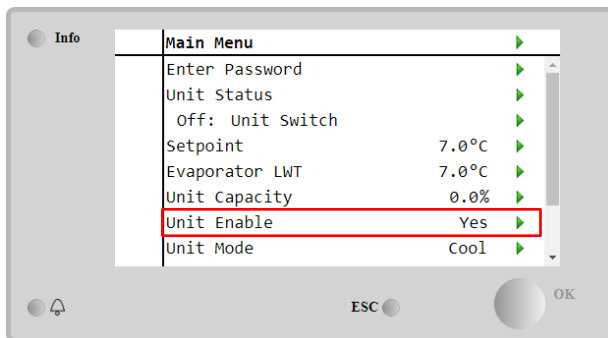 Info
Main Menu
Enter Password
Unit Status
Off: Unit Switch
Setpoint 7.0°C
Evaporator LWT 7.0°C
Unit Capacity 0.0%
Unit Enable Yes
Unit Mode Cool
ESC
OK